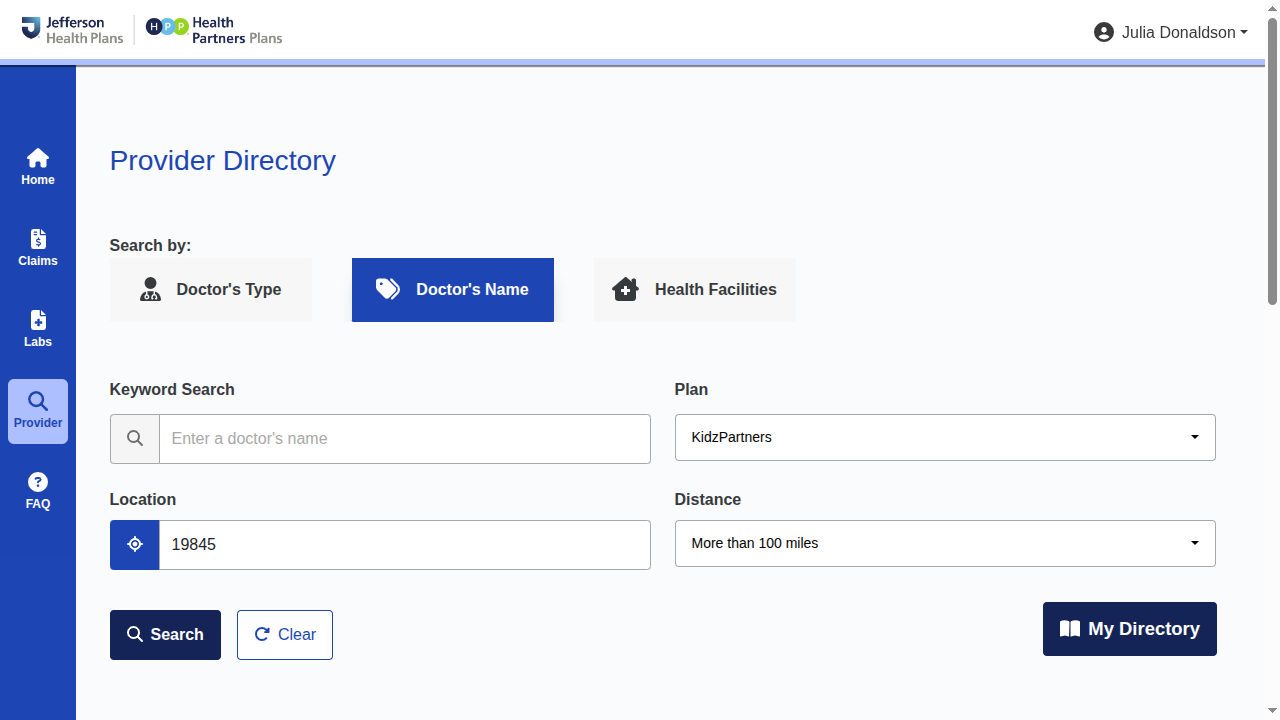 Jefferson
Health Plans
HPP
Health
Partners Plans
Julia Donaldson
Home
Claims
Labs
Provider
FAQ
Provider Directory
Search by:
Doctor's Type
Doctor's Name
Health Facilities
Keyword Search
Enter a doctor's name
Plan
KidzPartners
Location
19845
Distance
More than 100 miles
Search
Clear
My Directory